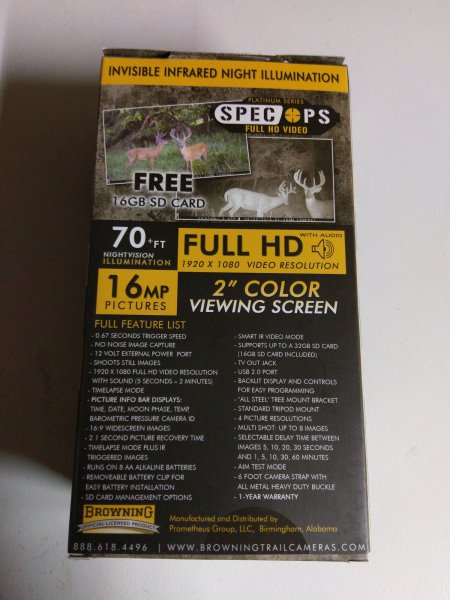 INVISIBLE INFRARED NIGHT ILLUMINATION
PLATINUM SERIES
SPEC OPS
FULL HD VIDEO
FREE
16GB SD CARD
70+FT
NIGHTVISION
ILLUMINATION
FULL HD WITH AUDIO
1920 X 1080 VIDEO RESOLUTION
16MP
PICTURES
2" COLOR
VIEWING SCREEN
FULL FEATURE LIST
- 0.67 SECONDS TRIGGER SPEED
- NO NOISE IMAGE CAPTURE
- 12 VOLT EXTERNAL POWER PORT
- SHOOTS STILL IMAGES
- 1920 X 1080 FULL HD VIDEO RESOLUTION
WITH SOUND (5 SECONDS – 2 MINUTES)
- TIMELAPSE MODE
- PICTURE INFO BAR DISPLAYS:
TIME, DATE, MOON PHASE, TEMP,
BAROMETRIC PRESSURE CAMERA ID
- 16:9 WIDESCREEN IMAGES
- 2.1 SECOND PICTURE RECOVERY TIME
- TIMELAPSE MODE PLUS IR
TRIGGERED IMAGES
- RUNS ON 8 AA ALKALINE BATTERIES
- REMOVEABLE BATTERY CLIP FOR
EASY BATTERY INSTALLATION
- SD CARD MANAGEMENT OPTIONS
- SMART IR VIDEO MODE
- SUPPORTS UP TO A 32GB SD CARD
(16GB SD CARD INCLUDED)
- TV OUT JACK
- USB 2.0 PORT
- BACKLIT DISPLAY AND CONTROLS
FOR EASY PROGRAMMING
- "ALL STEEL" TREE MOUNT BRACKET
- STANDARD TRIPOD MOUNT
- 4 PICTURE RESOLUTIONS
- MULTI SHOT: UP TO 8 IMAGES
- SELECTABLE DELAY TIME BETWEEN
IMAGES 5, 10, 20, 30 SECONDS
AND 1, 5, 10, 30, 60 MINUTES
- AIM TEST MODE
- 6 FOOT CAMERA STRAP WITH
ALL METAL HEAVY DUTY BUCKLE
- 1-YEAR WARRANTY
BROWNING
OFFICIAL LICENSED PRODUCT
Manufactured and Distributed by
Prometheus Group, LLC, Birmingham, Alabama
888.618.4496 | WWW.BROWNINGTRAILCAMERAS.COM